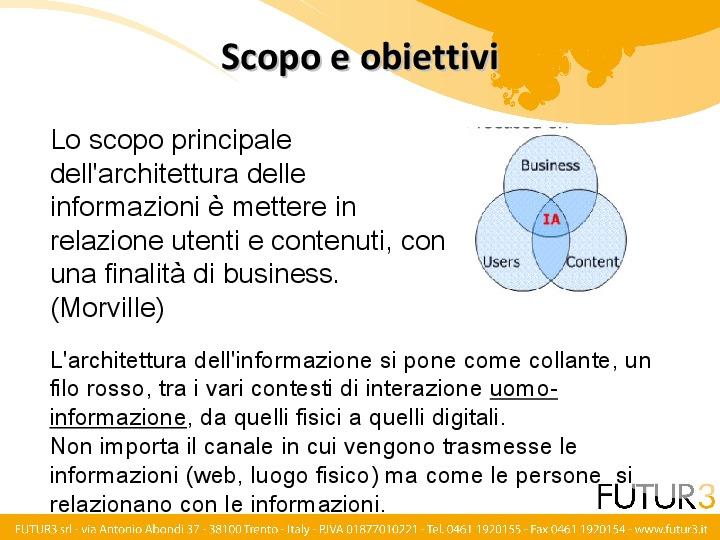 Scopo e obiettivi
Lo scopo principale
dell'architettura delle
informazioni è mettere in
relazione utenti e contenuti, con
una finalità di business.
(Morville)
Business
IA
Users
Content
L'architettura dell'informazione si pone come collante, un
filo rosso, tra i vari contesti di interazione uomo-
informazione, da quelli fisici a quelli digitali.
Non importa il canale in cui vengono trasmesse le
informazioni (web, luogo fisico) ma come le persone si
relazionano con le informazioni.
FUTUR3
FUTUR3 srl - via Antonio Abondi 37 - 38100 Trento - Italy - P.IVA 01877010221 - Tel. 0461 1920155 - Fax 0461 1920154 - www.futur3.it